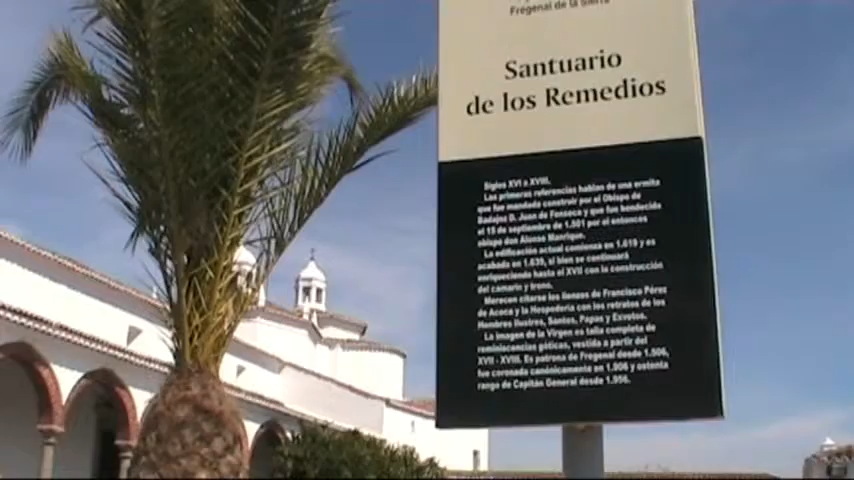 Fregenal de la Sierra
Santuario
de los Remedios
Siglos XVI a XVIII.
Las primeras referencias hablan de una ermita
que fue mandada construir por el Obispo de
Badajoz D. Juan de Fonseca y que fue bendecida
el 15 de septiembre de 1.501 por el entonces
obispo don Alonso Manrique.
La edificación actual comienza en 1.619 y es
acabada en 1.639, si bien se continuará
enriqueciendo hasta el XVII con la construcción
del camarín y trono.
Merecen citarse los lienzos de Francisco Pérez
de Acoca y la Hospedería con los retratos de los
Hombres Ilustres, Santos, Papas y Exvotos.
La imagen de la Virgen es talla completa de
reminiscencias góticas, vestida a partir del
XVII - XVIII. Es patrona de Fregenal desde 1.506,
fue coronada canónicamente en 1.906 y ostenta
rango de Capitán General desde 1.956.